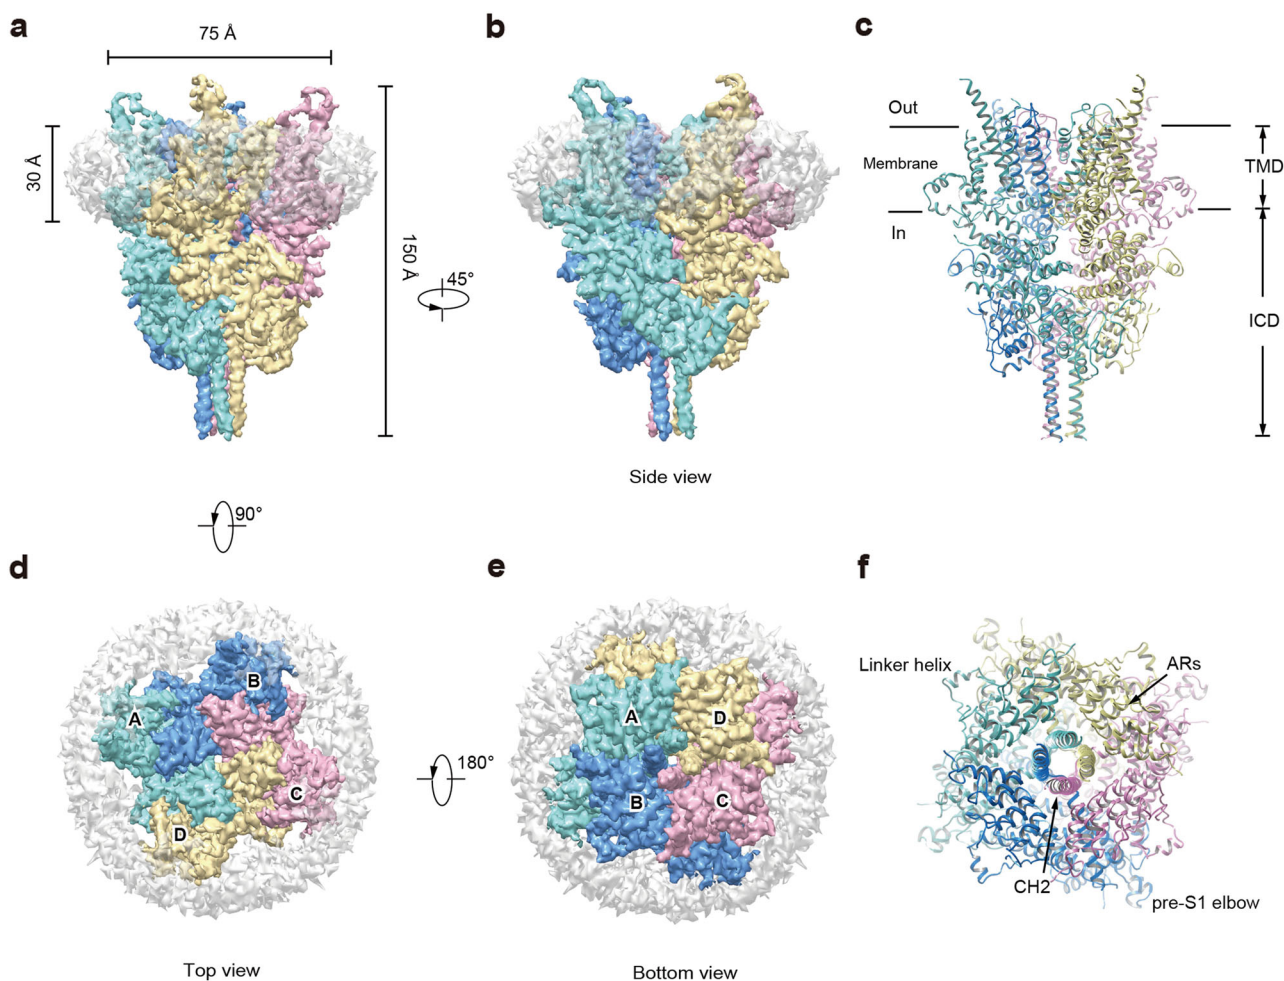 a
75 Å
30 Å
150 Å
45°
b
Side view
c
Out
Membrane
In
TMD
ICD
90°
d
A
B
C
D
Top view
180°
e
A
D
B
C
Bottom view
f
Linker helix
ARs
CH2
pre-S1 elbow